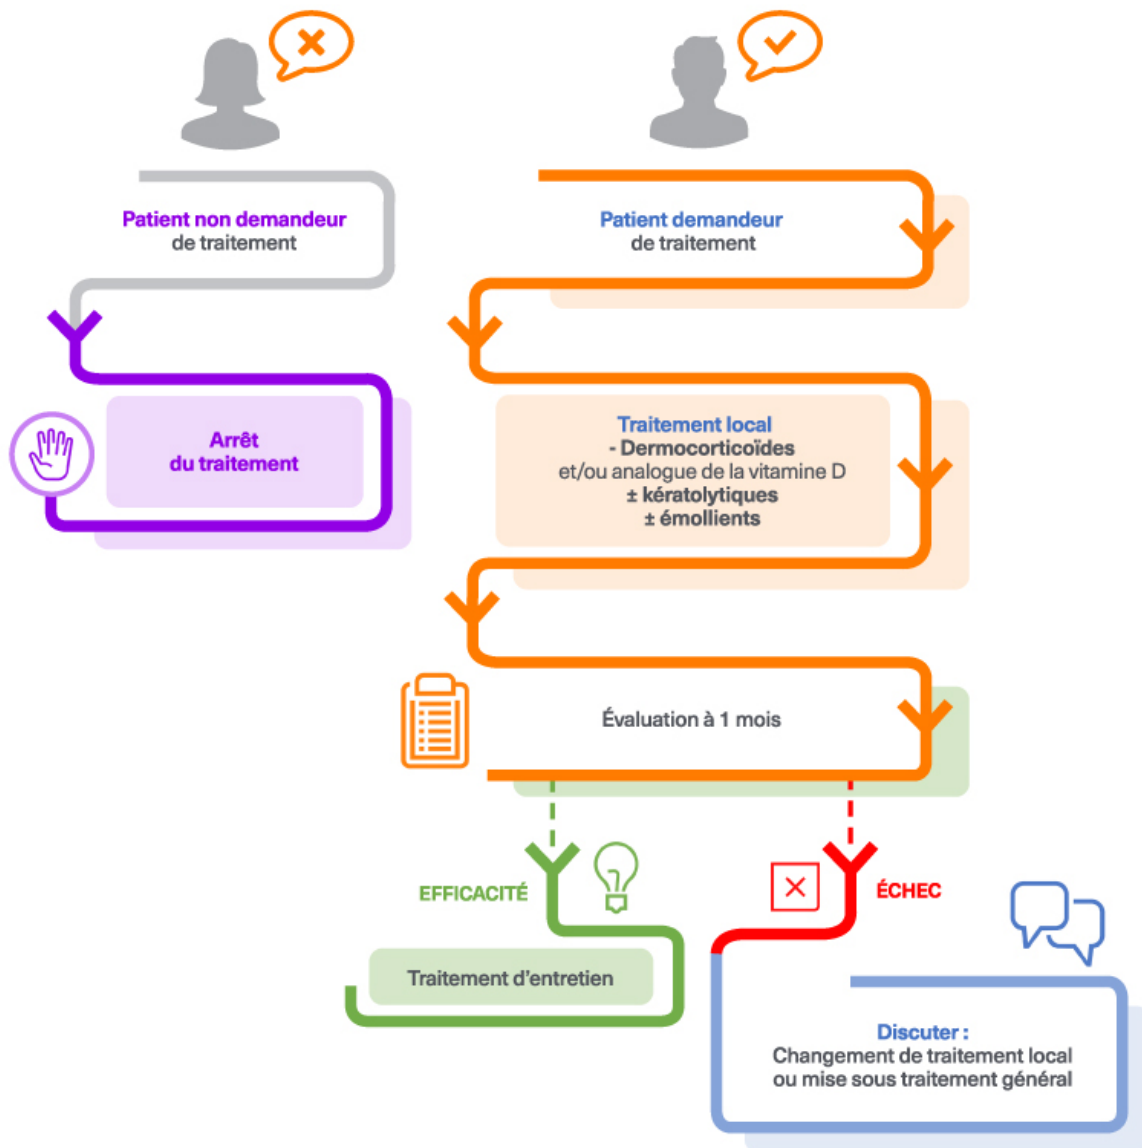 Patient non demandeur
de traitement
Patient demandeur
de traitement
Arrêt
du traitement
Traitement local
- Dermocorticoïdes
et/ou analogue de la vitamine D
± kératolytiques
± émollients
Évaluation à 1 mois
EFFICACITÉ
ÉCHEC
Traitement d'entretien
Discuter :
Changement de traitement local
ou mise sous traitement général